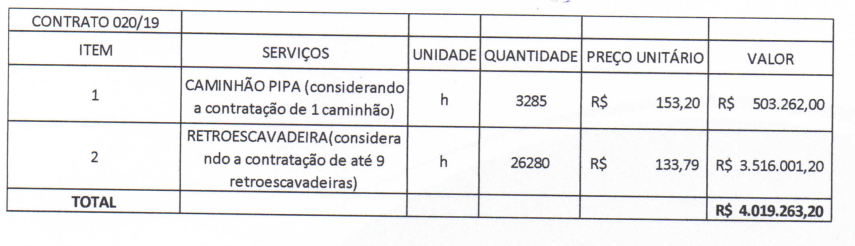 CONTRATO 020/19
ITEM SERVIÇOS UNIDADE QUANTIDADE PREÇO UNITÁRIO VALOR
1 CAMINHÃO PIPA (considerando a contratação de 1 caminhão) h 3285 R$ 153,20 R$ 503.262,00
2 RETROESCAVADEIRA(considera ndo a contratação de até 9 retroescavadeiras) h 26280 R$ 133,79 R$ 3.516.001,20
TOTAL R$ 4.019.263,20